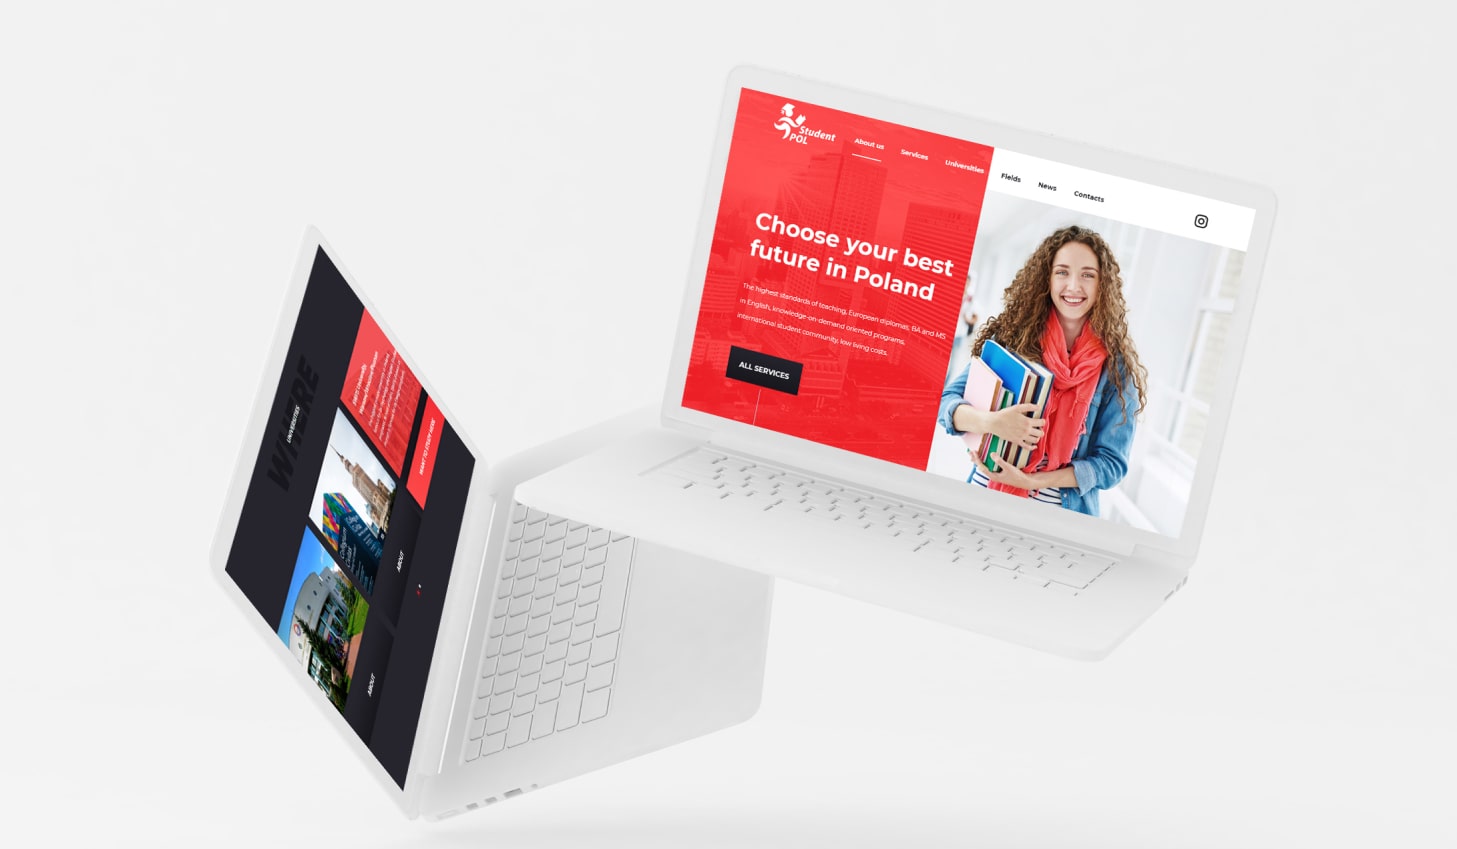 Student
POL
About us
Services
Universities
Fields
News
Contacts
Choose your best
future in Poland
The highest standards of teaching, European diplomas, BA and MS
in English, knowledge-on-demand oriented programs,
international student community, low living costs.
ALL SERVICES
WHERE
UNIVERSITIES
WANT TO STUDY HERE
ABOUT
ABOUT